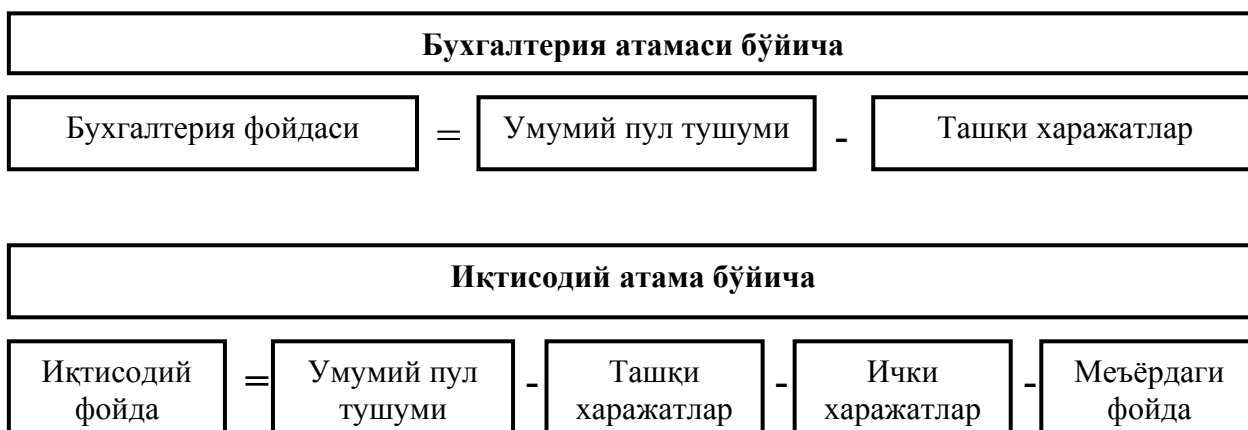 Бухгалтерия атамаси бўйича
Бухгалтерия фойдаси = Умумий пул тушуми - Ташқи харажатлар
Иқтисодий атама бўйича
Иқтисодий = Умумий пул - Ташқи - Ички - Меъёрдаги
фойда тушуми харажатлар харажатлар фойда